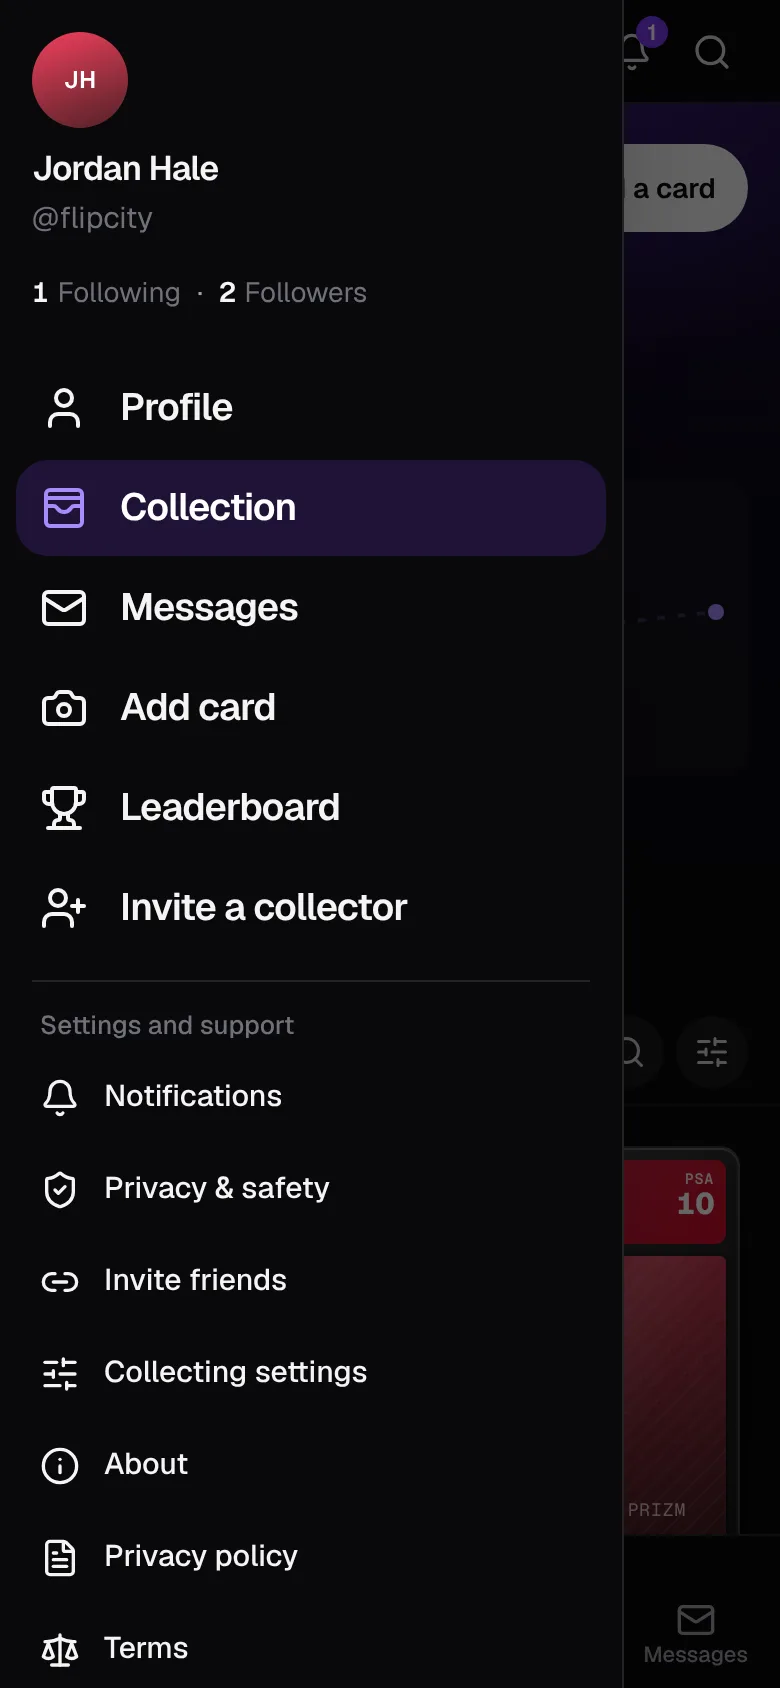 JH
1
Jordan Hale
a card
@flipcity
1 Following · 2 Followers
Profile
Collection
Messages
Add card
Leaderboard
Invite a collector
Settings and support
Notifications
Privacy & safety
PSA
10
Invite friends
Collecting settings
About
PRIZM
Privacy policy
Terms
Messages